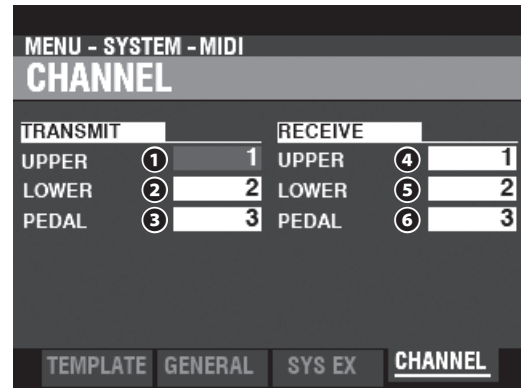 MENU - SYSTEM - MIDI
CHANNEL
TRANSMIT RECEIVE
UPPER ① 1 UPPER ④ 1
LOWER ② 2 LOWER ⑤ 2
PEDAL ③ 3 PEDAL ⑥ 3
TEMPLATE GENERAL SYS EX CHANNEL